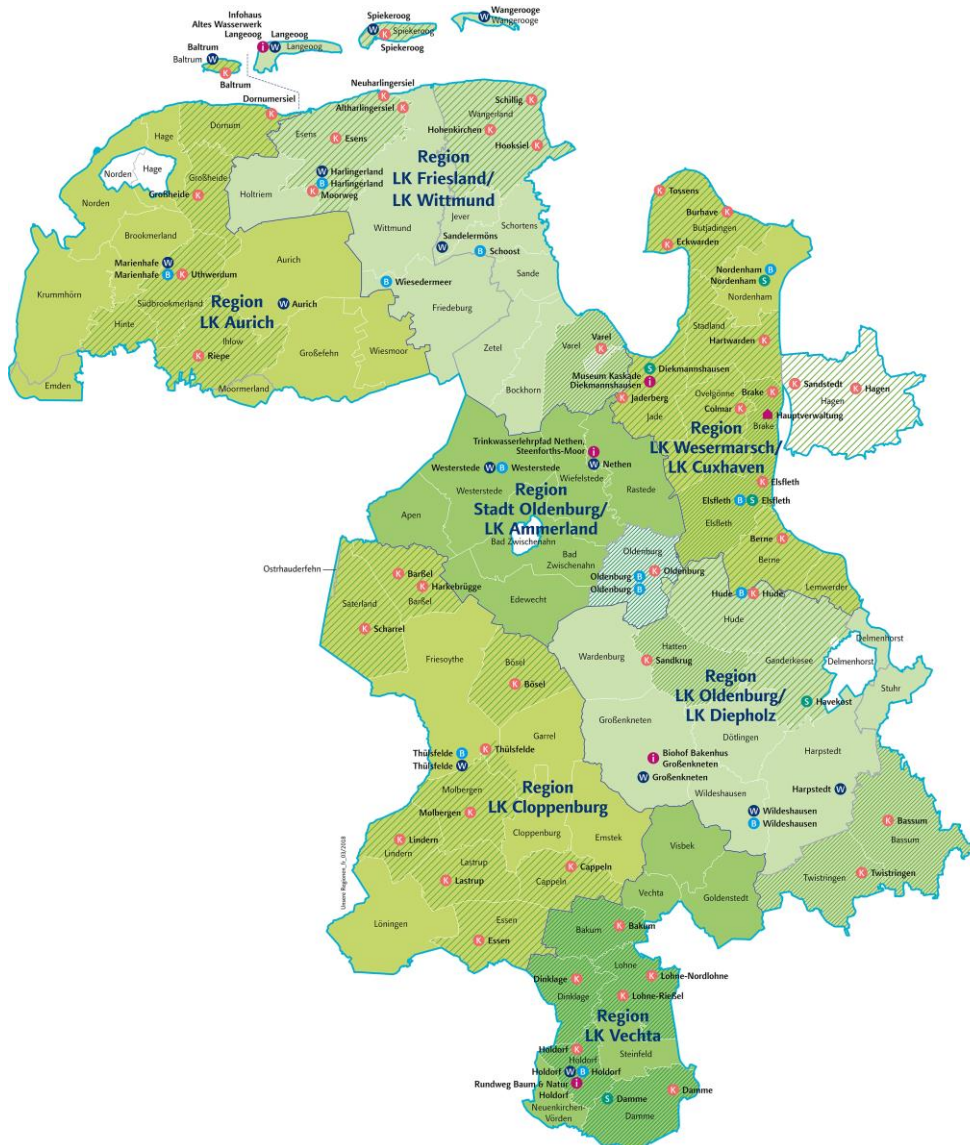 Infohaus
Altes Wasserwerk
Langeoog
Langeoog
Langeoog
Spiekeroog
Spiekeroog
Spiekeroog
Wangerooge
Wangerooge
Baltrum
Baltrum
Baltrum
Dornumersiel
Neuharlingersiel
Altharlingersiel
Schillig
Wangerland
Hohenkirchen
Hooksiel
Dornum
Hage
Esens
Esens
Norden
Hage
Großheide
Großheide
Norden
Holtriem
Harlingerland
Harlingerland
Moorweg
Region
LK Friesland/
LK Wittmund
Jever
Schortens
Wittmund
Sandelermöns
Schoost
Sande
Wiesedermeer
Friedeburg
Zetel
Bockhorn
Varel
Varel
Brookmerland
Marienhafe
Marienhafe
Uthwerdum
Aurich
Krummhörn
Südbrookmerland
Region
LK Aurich
Aurich
Hinte
Ihlow
Riepe
Großefehn
Wiesmoor
Emden
Moormerland
Tossens
Burhave
Butjadingen
Eckwarden
Nordenham
Nordenham
Nordenham
Stadland
Hartwarden
Museum Kaskade
Diekmannshausen
Diekmannshausen
Jaderberg
Jade
Ovelgönne
Brake
Colmar
Hauptverwaltung
Brake
Sandstedt
Hagen
Hagen
Region
LK Wesermarsch/
LK Cuxhaven
Elsfleth
Elsfleth
Elsfleth
Elsfleth
Berne
Berne
Lemwerder
Trinkwasserlehrpfad Nethen,
Steenforths-Moor
Nethen
Westerstede
Westerstede
Westerstede
Wiefelstede
Rastede
Region
Stadt Oldenburg/
LK Ammerland
Apen
Bad Zwischenahn
Bad
Zwischenahn
Edewecht
Oldenburg
Oldenburg
Oldenburg
Oldenburg
Ostrhauderfehn
Barßel
Harkebrügge
Barßel
Saterland
Scharrel
Friesoythe
Bösel
Bösel
Hude
Hude
Hude
Hatten
Sandkrug
Wardenburg
Ganderkesee
Delmenhorst
Delmenhorst
Stuhr
Havekost
Region
LK Oldenburg/
LK Diepholz
Großenkneten
Dötlingen
Harpstedt
Biohof Bakenhus
Großenkneten
Großenkneten
Wildeshausen
Harpstedt
Wildeshausen
Wildeshausen
Bassum
Bassum
Twistringen
Twistringen
Garrel
Thülsfelde
Thülsfelde
Thülsfelde
Molbergen
Molbergen
Region
LK Cloppenburg
Cloppenburg
Emstek
Lindern
Lindern
Lastrup
Lastrup
Cappeln
Cappeln
Löningen
Essen
Essen
Unsere Regionen_b_03/2018
Visbek
Vechta
Goldenstedt
Bakum
Bakum
Lohne
Lohne-Nordlohne
Lohne-Rießel
Dinklage
Dinklage
Region
LK Vechta
Steinfeld
Holdorf
Holdorf
Holdorf
Holdorf
Rundweg Baum & Natur
Holdorf
Neuenkirchen-
Vörden
Damme
Damme
Damme